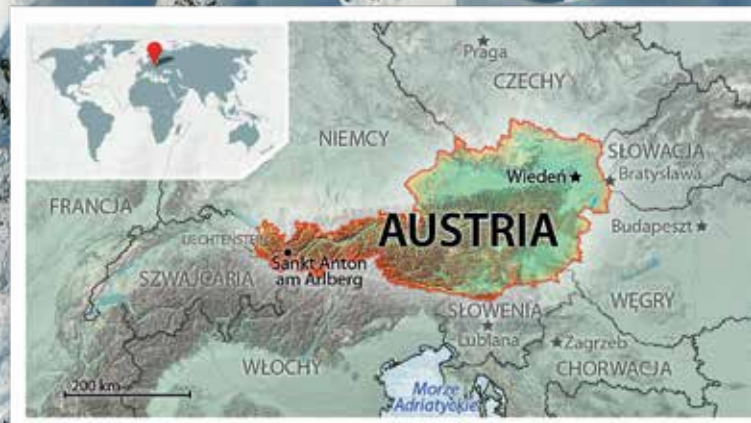 Praga
CZECHY
NIEMCY
SŁOWACJA
Wiedeń
Bratysława
FRANCJA
AUSTRIA
Budapeszt
LIECHTENSTEIN
Sankt Anton
am Arlberg
SZWAJCARIA
WĘGRY
SŁOWENIA
Lublana
Zagrzeb
WŁOCHY
CHORWACJA
200 km
Morze
Adriatyckie